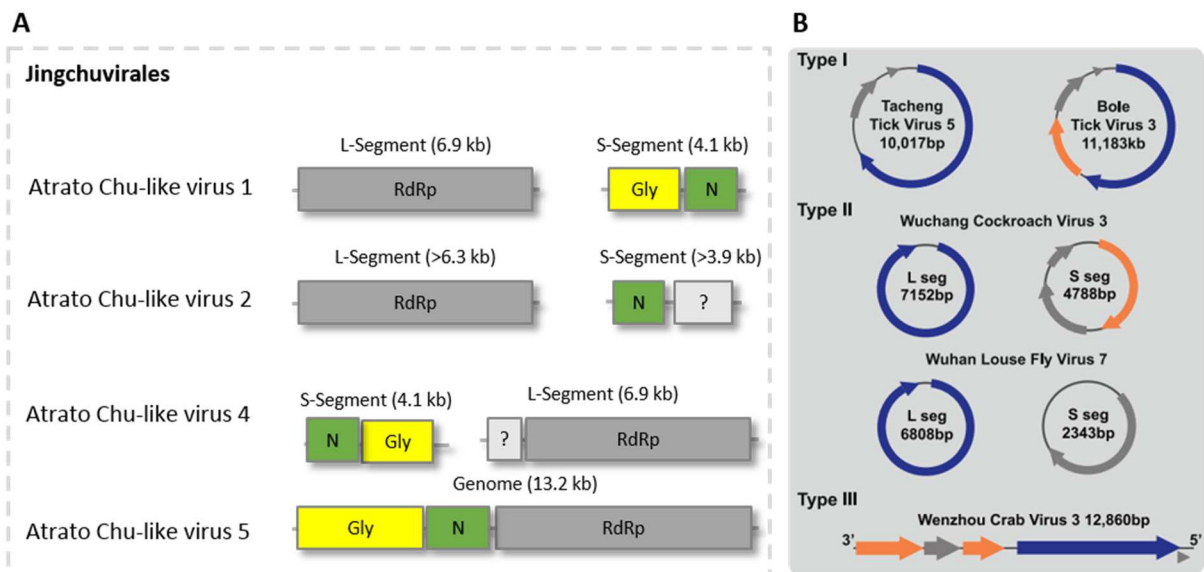 A
Jingchuvirales
L-Segment (6.9 kb)
S-Segment (4.1 kb)
Atrato Chu-like virus 1
RdRp
Gly
N
L-Segment (>6.3 kb)
S-Segment (>3.9 kb)
Atrato Chu-like virus 2
RdRp
N
?
S-Segment (4.1 kb)
L-Segment (6.9 kb)
Atrato Chu-like virus 4
N
Gly
?
RdRp
Genome (13.2 kb)
Atrato Chu-like virus 5
Gly
N
RdRp
B
Type I
Tacheng
Tick Virus 5
10,017bp
Bole
Tick Virus 3
11,183kb
Type II
Wuchang Cockroach Virus 3
L seg
7152bp
S seg
4788bp
Wuhan Louse Fly Virus 7
L seg
6808bp
S seg
2343bp
Type III
Wenzhou Crab Virus 3 12,860bp
3'
5'